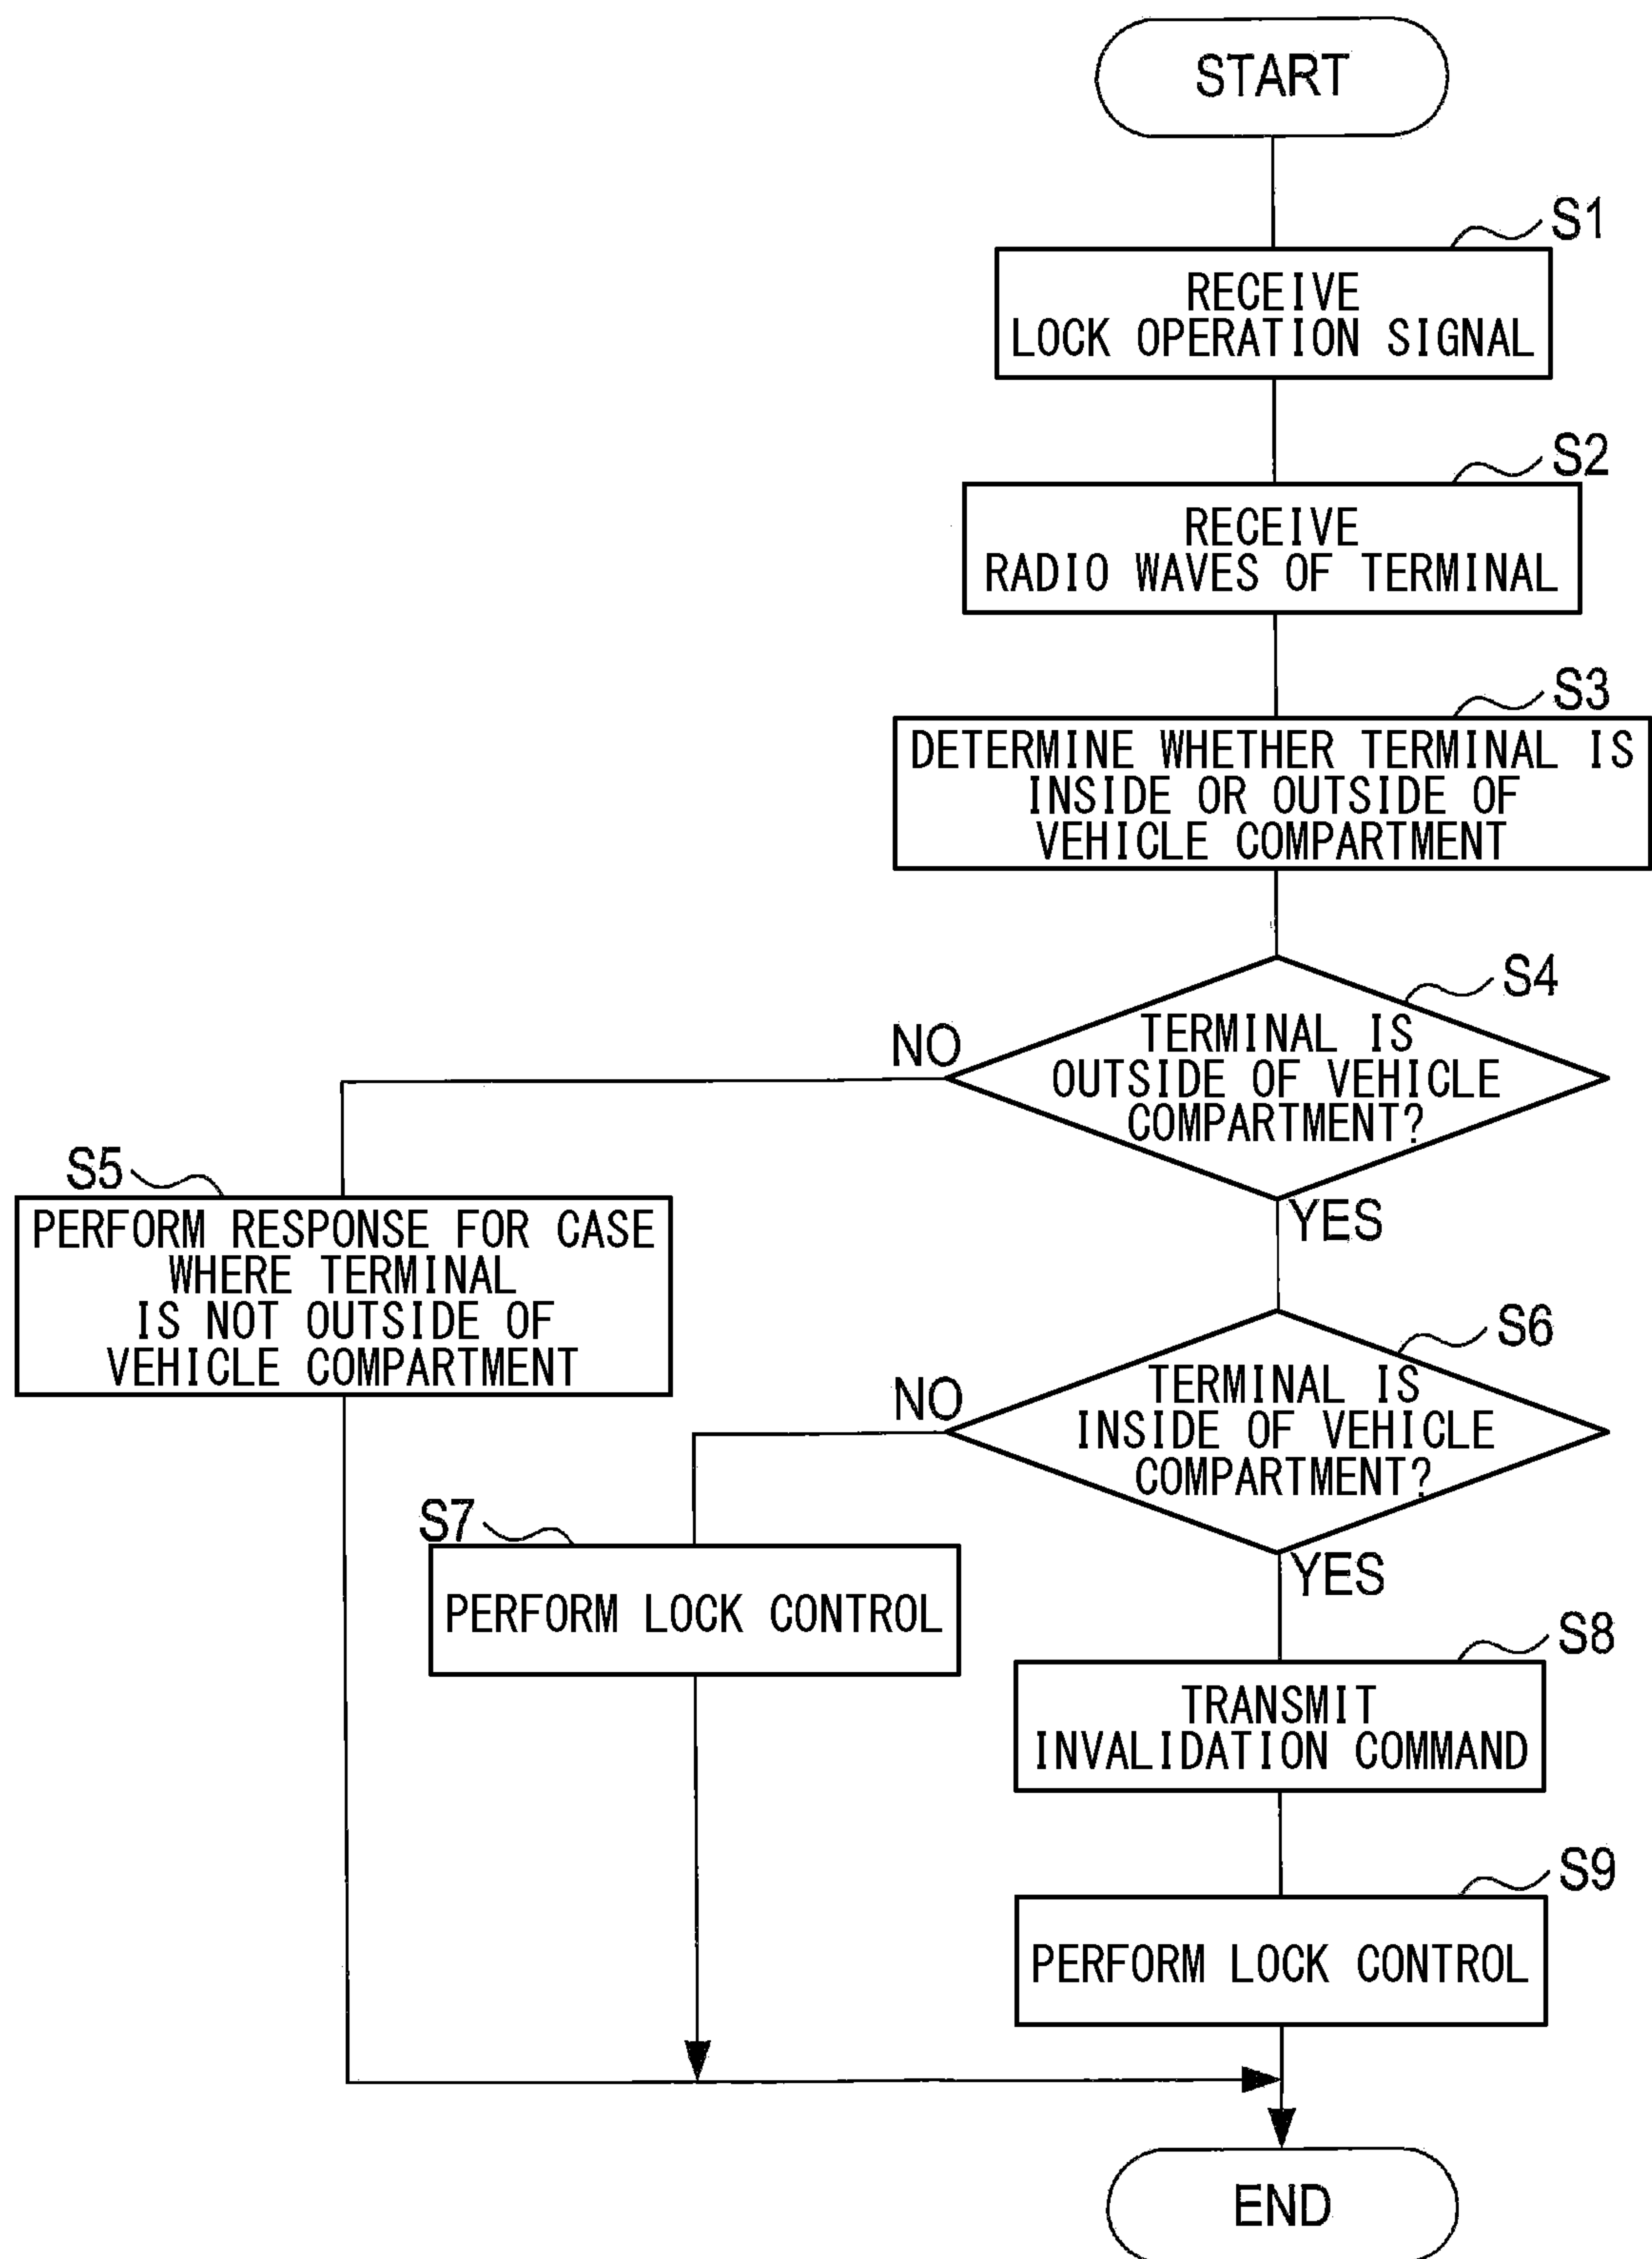 START
S1
RECEIVE
LOCK OPERATION SIGNAL
S2
RECEIVE
RADIO WAVES OF TERMINAL
S3
DETERMINE WHETHER TERMINAL IS
INSIDE OR OUTSIDE OF
VEHICLE COMPARTMENT
S4
TERMINAL IS
OUTSIDE OF VEHICLE
COMPARTMENT?
NO
YES
S5
PERFORM RESPONSE FOR CASE
WHERE TERMINAL
IS NOT OUTSIDE OF
VEHICLE COMPARTMENT
S6
TERMINAL IS
INSIDE OF VEHICLE
COMPARTMENT?
NO
YES
S7
PERFORM LOCK CONTROL
S8
TRANSMIT
INVALIDATION COMMAND
S9
PERFORM LOCK CONTROL
END